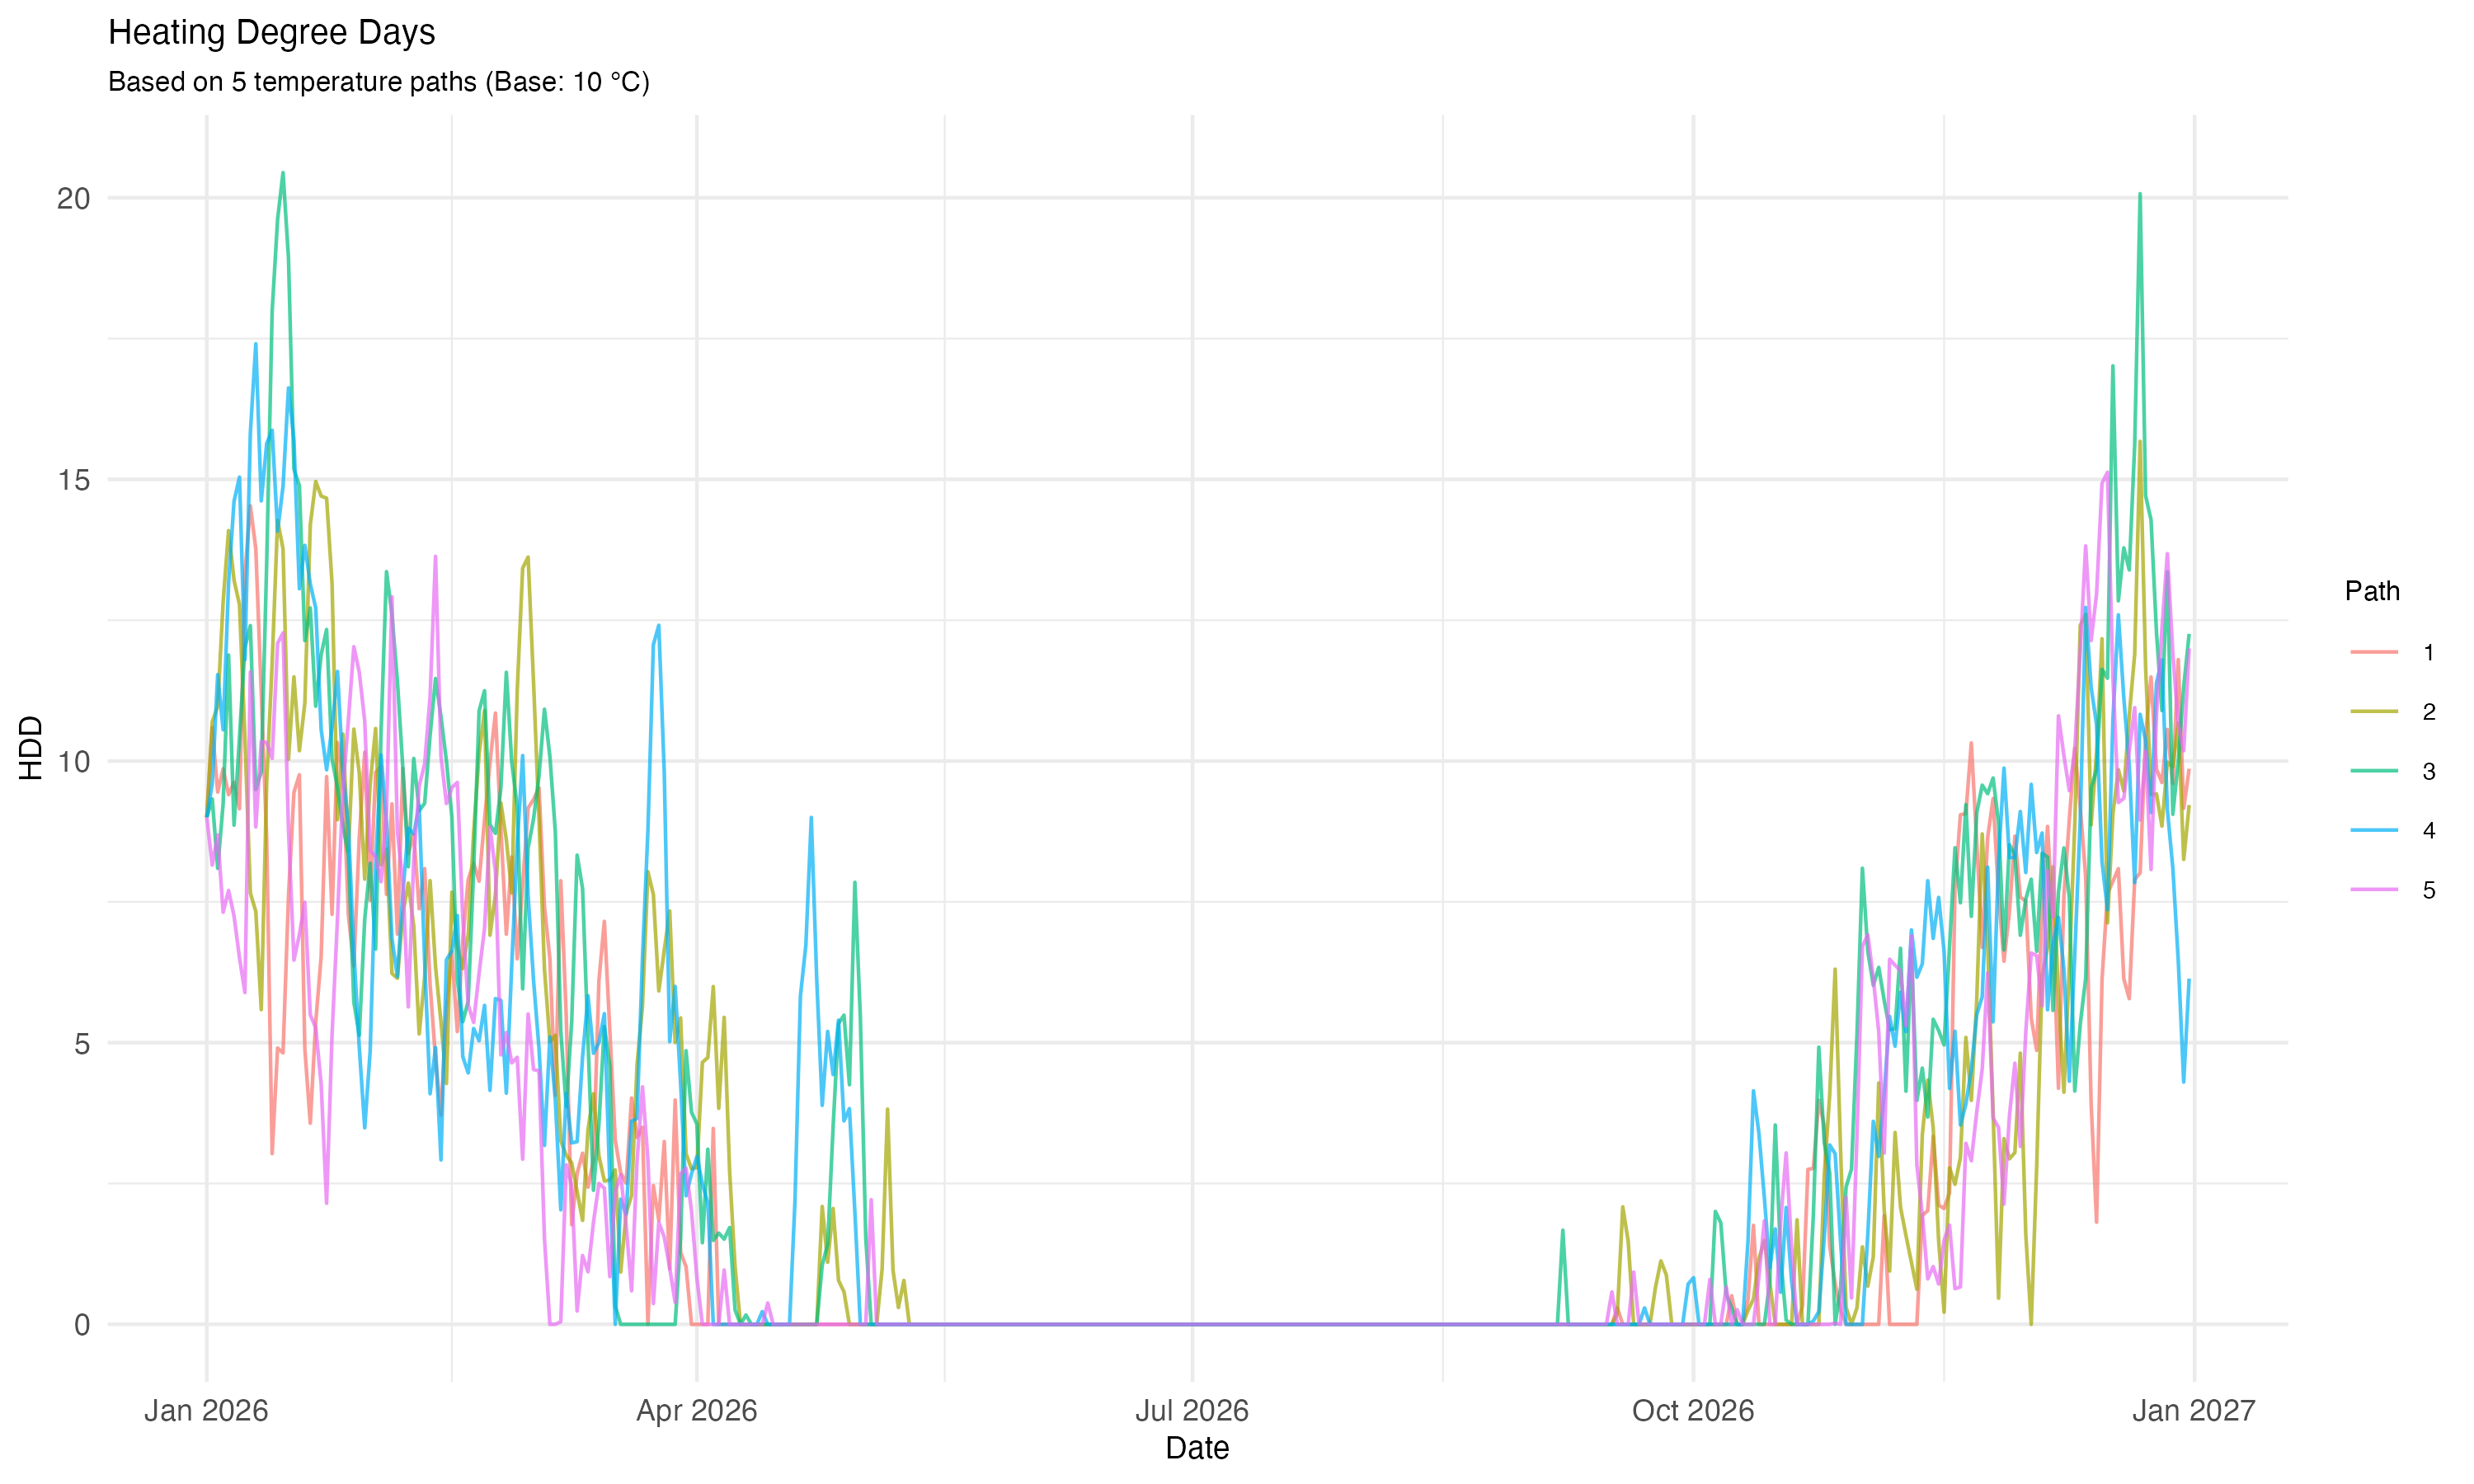 Heating Degree Days
Based on 5 temperature paths (Base: 10 °C)
20
15
10
5
0
HDD
Jan 2026
Apr 2026
Jul 2026
Oct 2026
Jan 2027
Date
Path
1
2
3
4
5